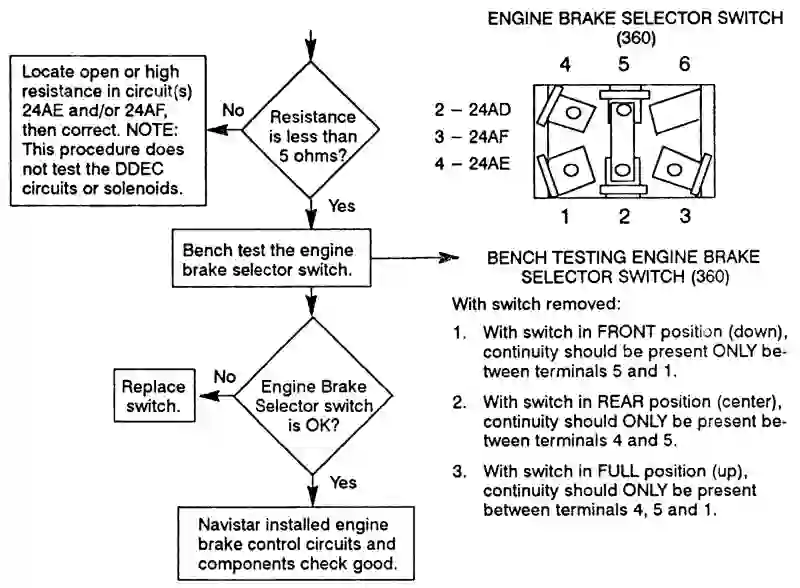 Locate open or high
resistance in circuit(s)
24AE and/or 24AF,
then correct. NOTE:
This procedure does
not test the DDEC
circuits or solenoids.
No
Resistance
is less than
5 ohms?
Yes
Bench test the engine
brake selector switch.
Replace
switch.
No
Engine Brake
Selector switch
is OK?
Yes
Navistar installed engine
brake control circuits and
components check good.
ENGINE BRAKE SELECTOR SWITCH
(360)
4 5 6
2 – 24AD
3 – 24AF
4 – 24AE
1 2 3
BENCH TESTING ENGINE BRAKE
SELECTOR SWITCH (360)
With switch removed:
1. With switch in FRONT position (down),
continuity should be present ONLY be-
tween terminals 5 and 1.
2. With switch in REAR position (center),
continuity should ONLY be present be-
tween terminals 4 and 5.
3. With switch in FULL position (up),
continuity should ONLY be present
between terminals 4, 5 and 1.